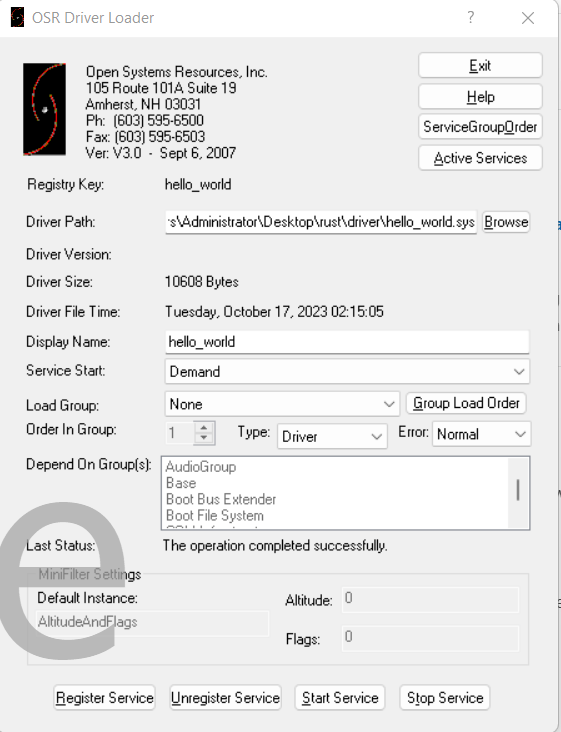 OSR Driver Loader
Open Systems Resources, Inc.
105 Route 101A Suite 19
Amherst, NH 03031
Ph: (603) 595-6500
Fax: (603) 595-6503
Ver: V3.0 - Sept 6, 2007
Exit
Help
ServiceGroupOrder
Active Services
Registry Key: hello_world
Driver Path: 's\Administrator\Desktop\rust\driver\hello_world.sys Browse
Driver Version:
Driver Size: 10608 Bytes
Driver File Time: Tuesday, October 17, 2023 02:15:05
Display Name: hello_world
Service Start: Demand
Load Group: None Group Load Order
Order In Group: 1 Type: Driver Error: Normal
Depend On Group(s): AudioGroup
Base
Boot Bus Extender
Boot File System
Last Status: The operation completed successfully.
MiniFilter Settings
Default Instance: Altitude: 0
AltitudeAndFlags
Flags: 0
Register Service Unregister Service Start Service Stop Service
e